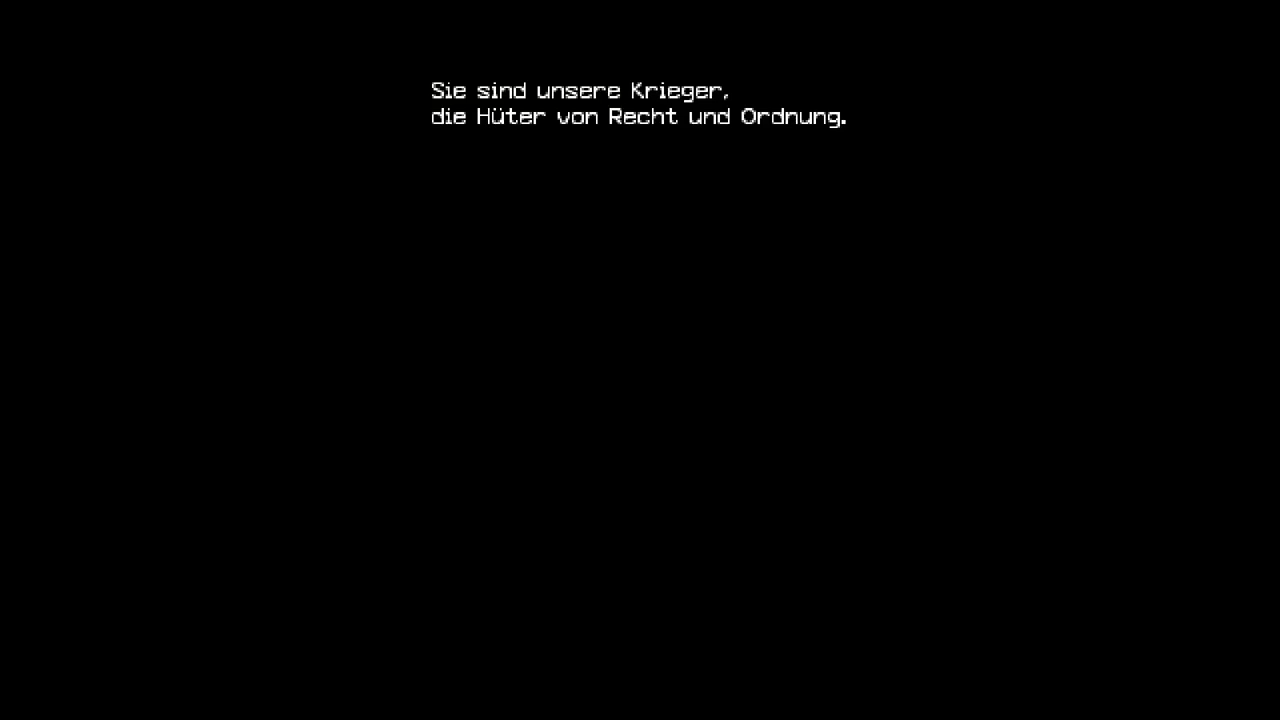 Sie sind unsere Krieger,
die Hüter von Recht und Ordnung.